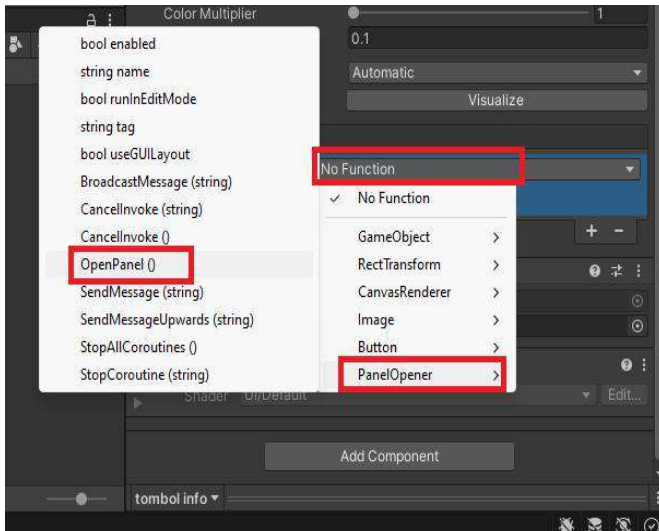 Color Multiplier
1
0.1
Automatic
Visualize
No Function
✓ No Function
GameObject
RectTransform
CanvasRenderer
Image
Button
PanelOpener
bool enabled
string name
bool runInEditMode
string tag
bool useGUILayout
BroadcastMessage (string)
CancelInvoke (string)
CancelInvoke ()
OpenPanel ()
SendMessage (string)
SendMessageUpwards (string)
StopAllCoroutines ()
StopCoroutine (string)
Shader UI/Default
Edit...
Add Component
tombol info